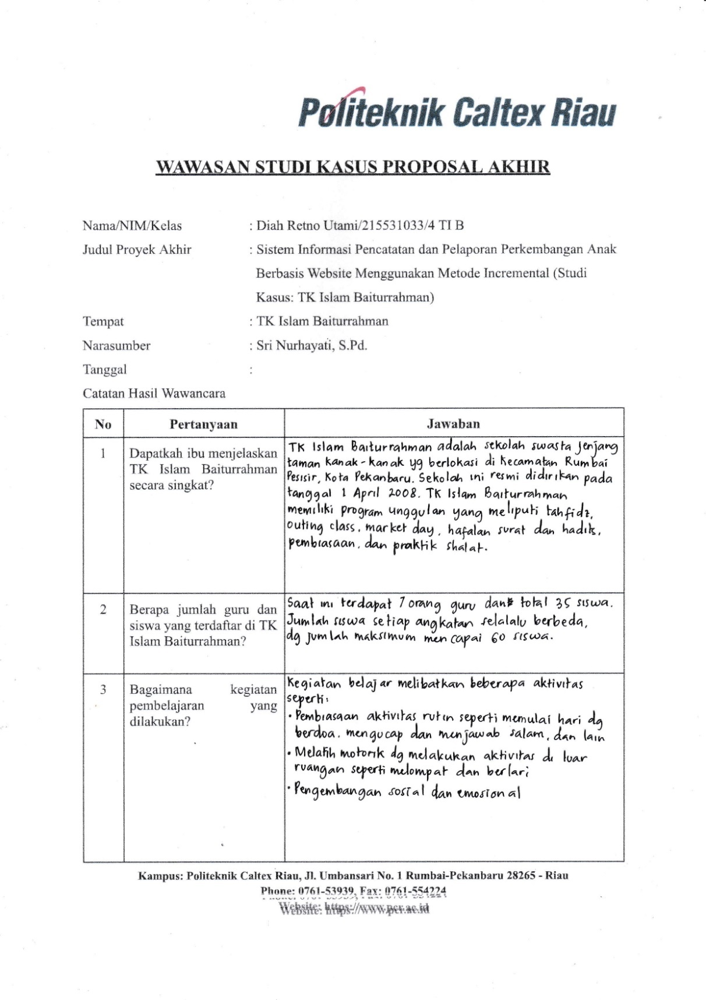 Politeknik Caltex Riau
WAWASAN STUDI KASUS PROPOSAL AKHIR
Nama/NIM/Kelas : Diah Retno Utami/215531033/4 TI B
Judul Proyek Akhir : Sistem Informasi Pencatatan dan Pelaporan Perkembangan Anak
Berbasis Website Menggunakan Metode Incremental (Studi
Kasus: TK Islam Baiturrahman)
Tempat : TK Islam Baiturrahman
Narasumber : Sri Nurhayati, S.Pd.
Tanggal :
Catatan Hasil Wawancara
No Pertanyaan Jawaban
1
Dapatkah ibu menjelaskan
TK Islam Baiturrahman
secara singkat?
TK Islam Baiturrahman adalah sekolah swasta jenjang
taman kanak-kanak yg berlokasi di Kecamatan Rumbai
Pesisir, Kota Pekanbaru. Sekolah ini resmi didirikan pada
tanggal 1 April 2008. TK Islam Baiturrahman
memiliki program unggulan yang meliputi tahfidz,
outing class, market day, hafalan surat dan hadits,
pembiasaan, dan praktik shalat.
2
Berapa jumlah guru dan
siswa yang terdaftar di TK
Islam Baiturrahman?
Saat ini terdapat 7 orang guru dan total 35 siswa.
Jumlah siswa setiap angkatan selalalu berbeda,
dg jumlah maksimum mencapai 60 siswa.
3
Bagaimana kegiatan
pembelajaran yang
dilakukan?
Kegiatan belajar melibatkan beberapa aktivitas
seperti:
• Pembiasaan aktivitas rutin seperti memulai hari dg
berdoa, mengucap dan menjawab salam, dan lain
• Melatih motorik dg melakukan aktivitas di luar
ruangan seperti melompat dan berlari
• Pengembangan sosial dan emosional
Kampus: Politeknik Caltex Riau, Jl. Umbansari No. 1 Rumbai-Pekanbaru 28265 - Riau
Phone: 0761-53939, Fax: 0761-554224
Website: https://www.pcr.ac.id